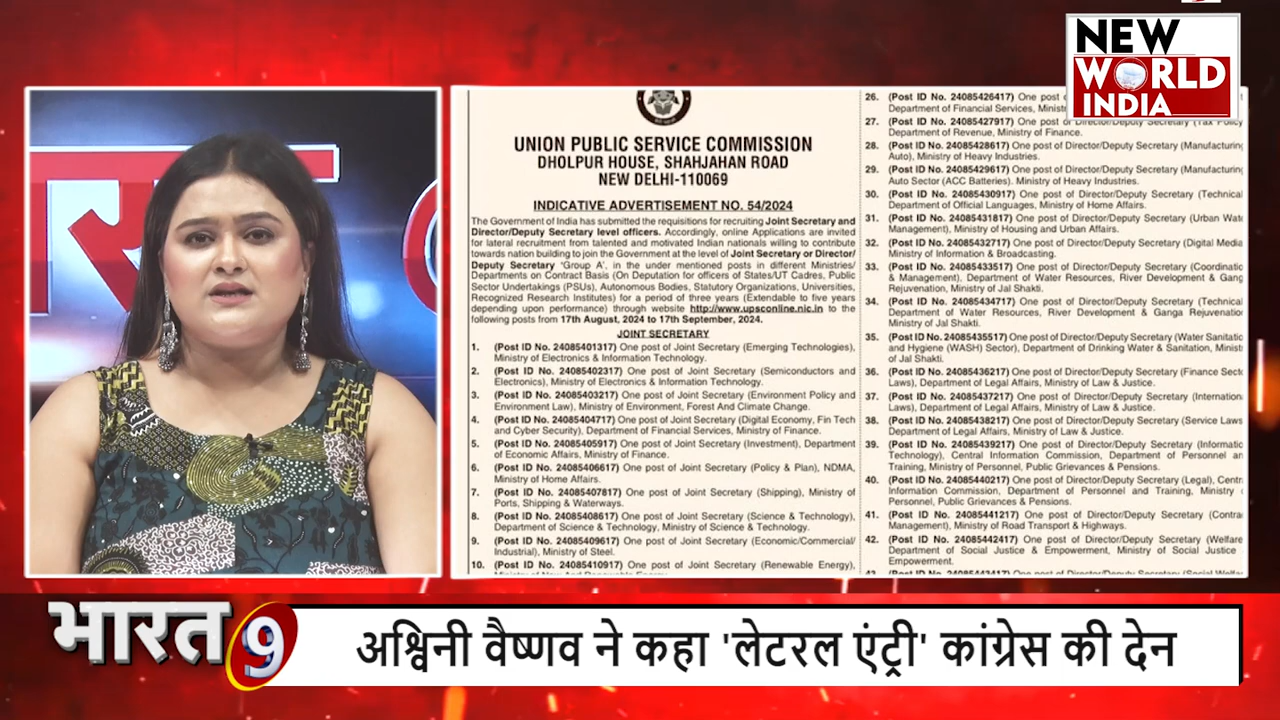 NEW
WORLD
INDIA
UNION PUBLIC SERVICE COMMISSION
DHOLPUR HOUSE, SHAHJAHAN ROAD
NEW DELHI-110069
INDICATIVE ADVERTISEMENT NO. 54/2024
The Government of India has submitted the requisitions for recruiting Joint Secretary and
Director/Deputy Secretary level officers. Accordingly, online Applications are invited
for lateral recruitment from talented and motivated Indian nationals willing to contribute
towards nation building to join the Government at the level of Joint Secretary or Director/
Deputy Secretary 'Group A', in the under mentioned posts in different Ministries/
Departments on Contract Basis (On Deputation for officers of States/UT Cadres, Public
Sector Undertakings (PSUs), Autonomous Bodies, Statutory Organizations, Universities,
Recognized Research Institutes) for a period of three years (Extendable to five years
depending upon performance) through website http://www.upsconline.nic.in to the
following posts from 17th August, 2024 to 17th September, 2024.
JOINT SECRETARY
1. (Post ID No. 24085401317) One post of Joint Secretary (Emerging Technologies),
Ministry of Electronics & Information Technology.
2. (Post ID No. 24085402317) One post of Joint Secretary (Semiconductors and
Electronics), Ministry of Electronics & Information Technology.
3. (Post ID No. 24085403217) One post of Joint Secretary (Environment Policy and
Environment Law), Ministry of Environment, Forest And Climate Change.
4. (Post ID No. 24085404717) One post of Joint Secretary (Digital Economy, Fin Tech
and Cyber Security), Department of Financial Services, Ministry of Finance.
5. (Post ID No. 24085405917) One post of Joint Secretary (Investment), Department
of Economic Affairs, Ministry of Finance.
6. (Post ID No. 24085406617) One post of Joint Secretary (Policy & Plan), NDMA,
Ministry of Home Affairs.
7. (Post ID No. 24085407817) One post of Joint Secretary (Shipping), Ministry of
Ports, Shipping & Waterways.
8. (Post ID No. 24085408617) One post of Joint Secretary (Science & Technology),
Department of Science & Technology, Ministry of Science & Technology.
9. (Post ID No. 24085409617) One post of Joint Secretary (Economic/Commercial/
Industrial), Ministry of Steel.
10. (Post ID No. 24085410917) One post of Joint Secretary (Renewable Energy),
26. (Post ID No. 24085426417) One post
Department of Financial Services,
27. (Post ID No. 24085427917) One post of Director/Deputy Secretary (Tax Policy
Department of Revenue, Ministry of Finance.
28. (Post ID No. 24085428617) One post of Director/Deputy Secretary (Manufacturing
Auto), Ministry of Heavy Industries.
29. (Post ID No. 24085429617) One post of Director/Deputy Secretary (Manufacturing
Auto Sector (ACC Batteries). Ministry of Heavy Industries.
30. (Post ID No. 24085430917) One post of Director/Deputy Secretary (Technical
Department of Official Languages, Ministry of Home Affairs.
31. (Post ID No. 24085431817) One post of Director/Deputy Secretary (Urban
Management), Ministry of Housing and Urban Affairs.
32. (Post ID No. 24085432717) One post of Director/Deputy Secretary (Digital Media
Ministry of Information & Broadcasting.
33. (Post ID No. 24085433517) One post of Director/Deputy Secretary
& Management), Department of Water Resources, River Development &
Rejuvenation, Ministry of Jal Shakti.
34. (Post ID No. 24085434717) One post of Director/Deputy Secretary (Technical
Department of Water Resources, River Development & Ganga
Ministry of Jal Shakti.
35. (Post ID No. 24085435517) One post of Director/Deputy Secretary (Water
and Hygiene (WASH) Sector), Department of Drinking Water & Sanitation,
of Jal Shakti.
36. (Post ID No. 24085436217) One post of Director/Deputy Secretary (Finance
Laws), Department of Legal Affairs, Ministry of Law & Justice.
37. (Post ID No. 24085437217) One post of Director/Deputy Secretary
Laws), Department of Legal Affairs, Ministry of Law & Justice.
38. (Post ID No. 24085438217) One post of Director/Deputy Secretary (Service Laws
Department of Legal Affairs, Ministry of Law & Justice.
39. (Post ID No. 24085439217) One post of Director/Deputy Secretary
Technology), Central Information Commission, Department of Personnel
Training, Ministry of Personnel, Public Grievances & Pensions.
40. (Post ID No. 24085440217) One post of Director/Deputy Secretary (Legal),
Information Commission, Department of Personnel and Training, Ministry
Personnel, Public Grievances & Pensions.
41. (Post ID No. 24085441217) One post of Director/Deputy Secretary
Management), Ministry of Road Transport & Highways.
42. (Post ID No. 24085442417) One post of Director/Deputy Secretary (Welfare
Department of Social Justice & Empowerment, Ministry of Social Justice
Empowerment.
भारत 9
अश्विनी वैष्णव ने कहा 'लेटरल एंट्री' कांग्रेस की देन